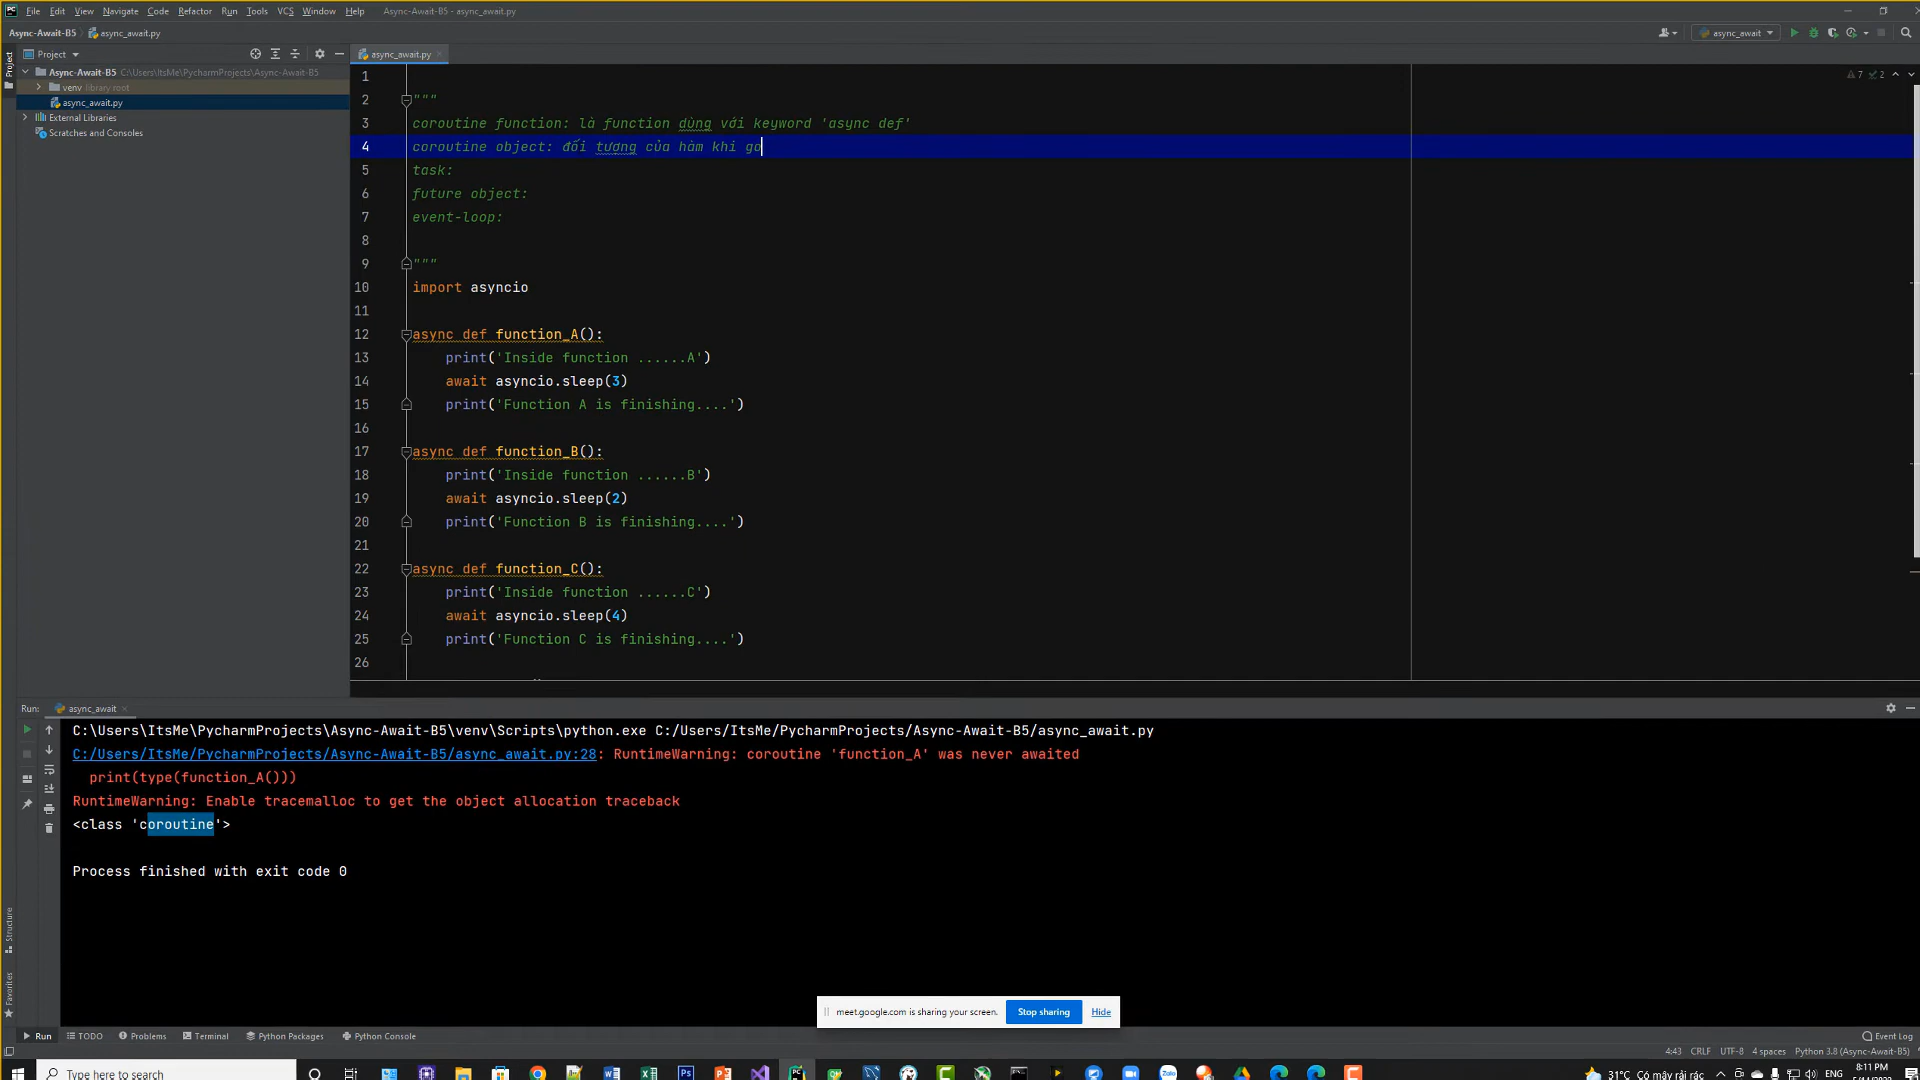 PC File Edit View Navigate Code Refactor Run Tools VCS Window Help Async-Await-B5 - async_await.py
Async-Await-B5 async_await.py
async_await
Project
async_await.py
Project
7 2
Async-Await-B5 C:\Users\ItsMe\PycharmProjects\Async-Await-B5
venv library root
async_await.py
External Libraries
Scratches and Consoles
1
2 """
3 coroutine function: là function dùng với keyword 'async def'
4 coroutine object: đối tượng của hàm khi gọ
5 task:
6 future object:
7 event-loop:
8
9 """
10 import asyncio
11
12 async def function_A():
13 print('Inside function ......A')
14 await asyncio.sleep(3)
15 print('Function A is finishing....')
16
17 async def function_B():
18 print('Inside function ......B')
19 await asyncio.sleep(2)
20 print('Function B is finishing....')
21
22 async def function_C():
23 print('Inside function ......C')
24 await asyncio.sleep(4)
25 print('Function C is finishing....')
26
Run: async_await
C:\Users\ItsMe\PycharmProjects\Async-Await-B5\venv\Scripts\python.exe C:/Users/ItsMe/PycharmProjects/Async-Await-B5/async_await.py
C:/Users/ItsMe/PycharmProjects/Async-Await-B5/async_await.py:28: RuntimeWarning: coroutine 'function_A' was never awaited
print(type(function_A()))
RuntimeWarning: Enable tracemalloc to get the object allocation traceback
<class 'coroutine'>
Process finished with exit code 0
Structure
Favorites
meet.google.com is sharing your screen. Stop sharing Hide
Run TODO Problems Terminal Python Packages Python Console Event Log
4:43 CRLF UTF-8 4 spaces Python 3.8 (Async-Await-B5)
Type here to search
31°C Có mây rải rác
ENG
8:11 PM